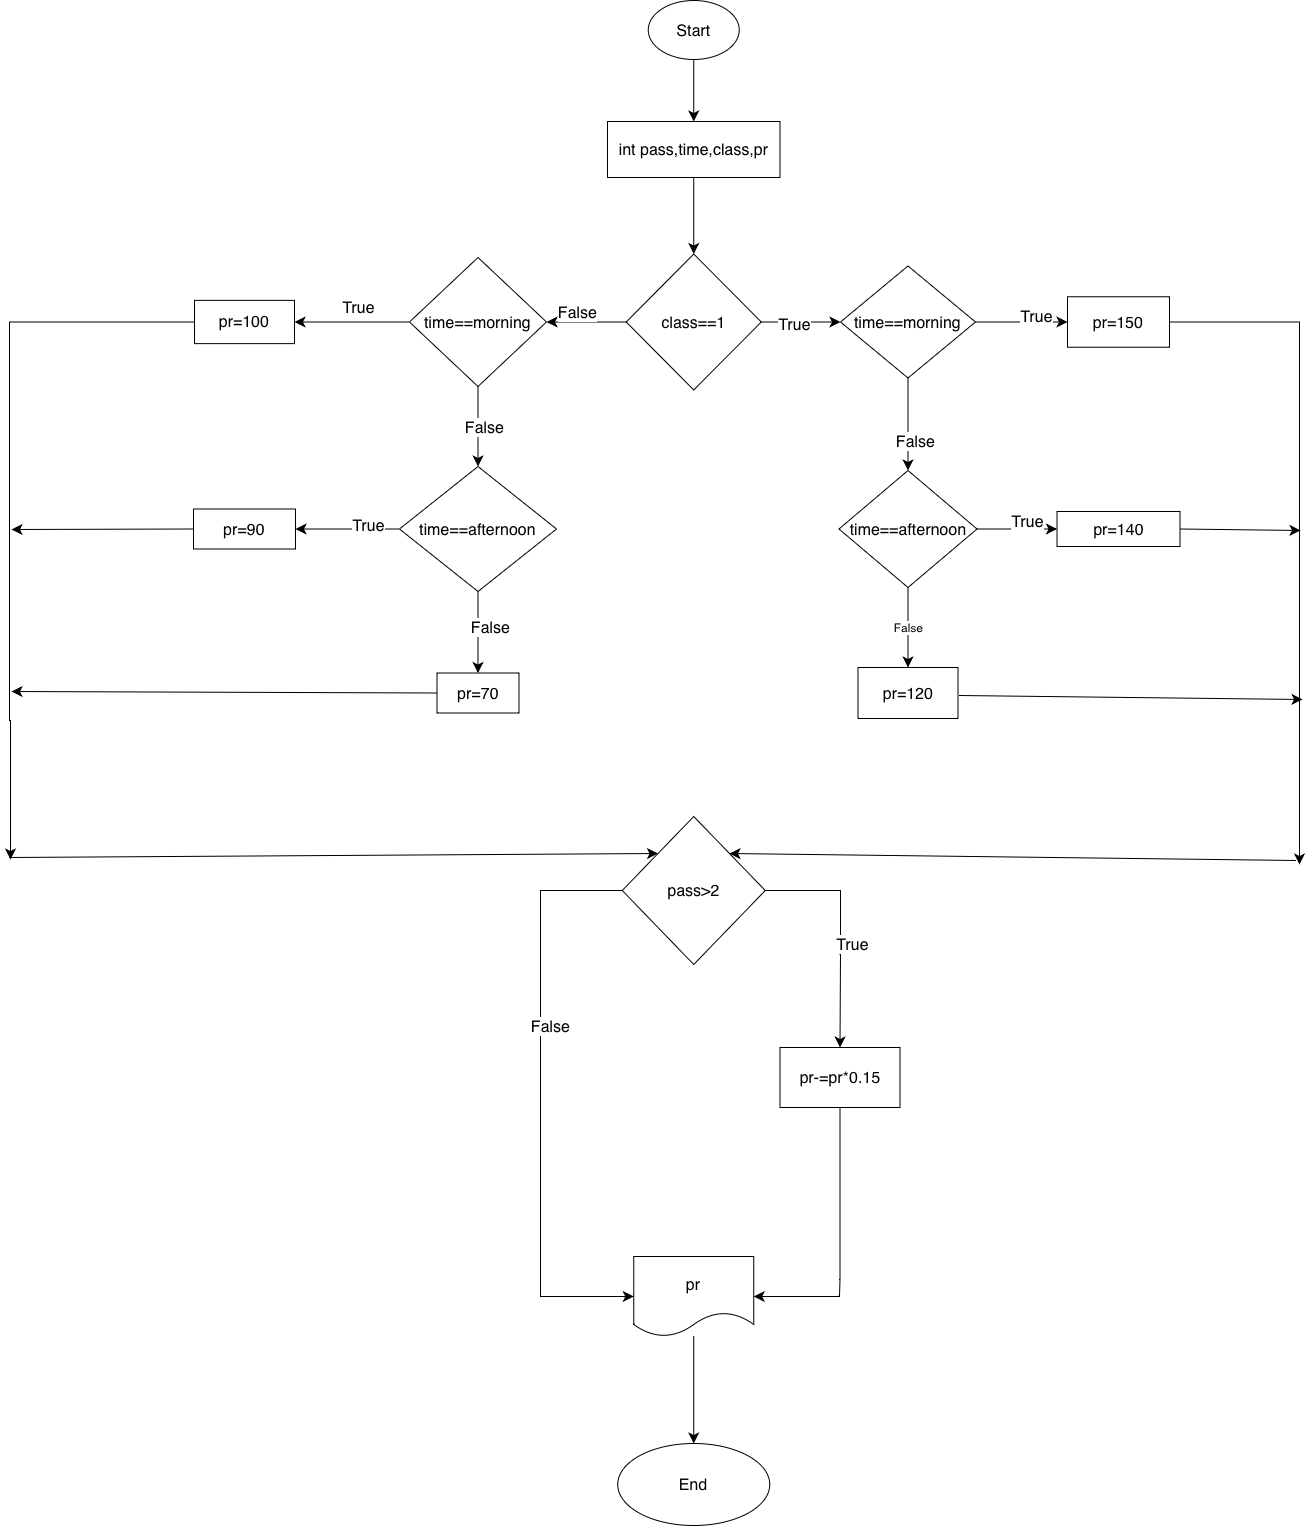 Start
int pass,time,class,pr
pr=100
True
time==morning
False
class==1
True
time==morning
True
pr=150
False
False
pr=90
True
time==afternoon
time==afternoon
True
pr=140
False
False
pr=70
pr=120
pass>2
True
False
pr-=pr*0.15
pr
End